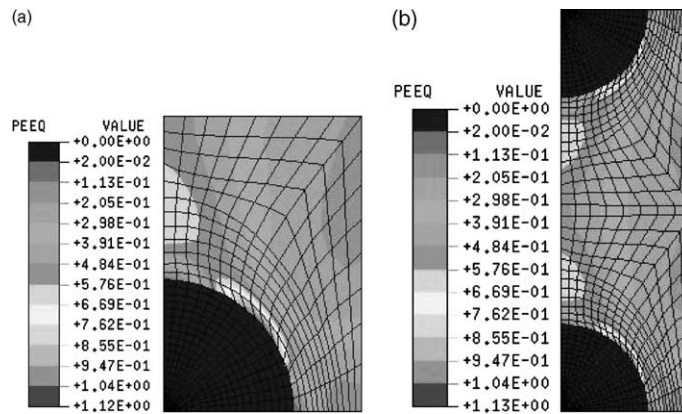 (a)
PEEQ VALUE
+0.00E+00
+2.00E-02
+1.13E-01
+2.05E-01
+2.98E-01
+3.91E-01
+4.84E-01
+5.76E-01
+6.69E-01
+7.62E-01
+8.55E-01
+9.47E-01
+1.04E+00
+1.12E+00
(b)
PEEQ VALUE
+0.00E+00
+2.00E-02
+1.13E-01
+2.05E-01
+2.98E-01
+3.91E-01
+4.84E-01
+5.76E-01
+6.69E-01
+7.62E-01
+8.55E-01
+9.47E-01
+1.04E+00
+1.13E+00